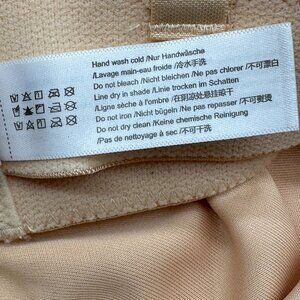 Hand wash cold /Nur Handwäsche
/Lavage main-eau froide /冷水手洗
Do not bleach/ Nicht bleichen /Ne pas chlorer /不可漂白
Line dry in shade/ Linie trocken im Schatten
/Ligne sèche à l'ombre /在阴凉处悬挂晾干
Do not iron/ Nicht bügeln /Ne pas repasser /不可熨烫
Do not dry clean /Keine chemische Reinigung
/Pas de nettoyage à sec /不可干洗